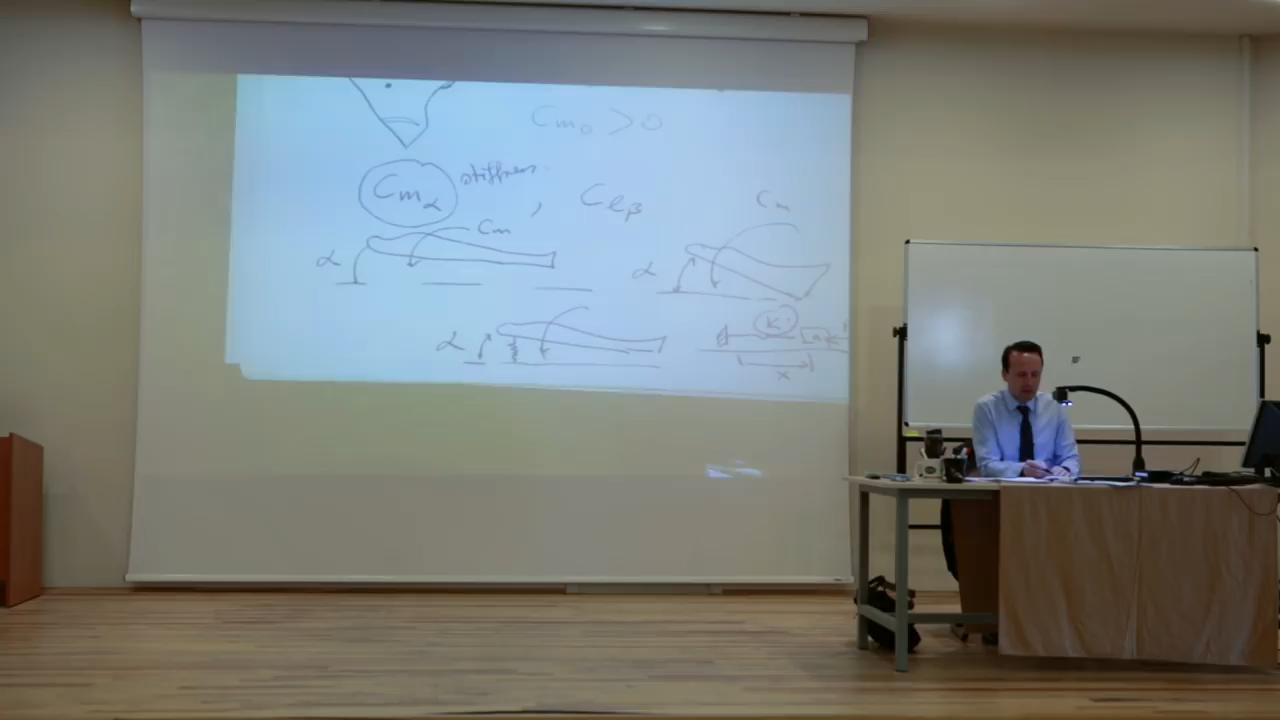 Cm₀ > 0
Cmα stiffness. , Clβ
Cm Cm
α α
α K
x